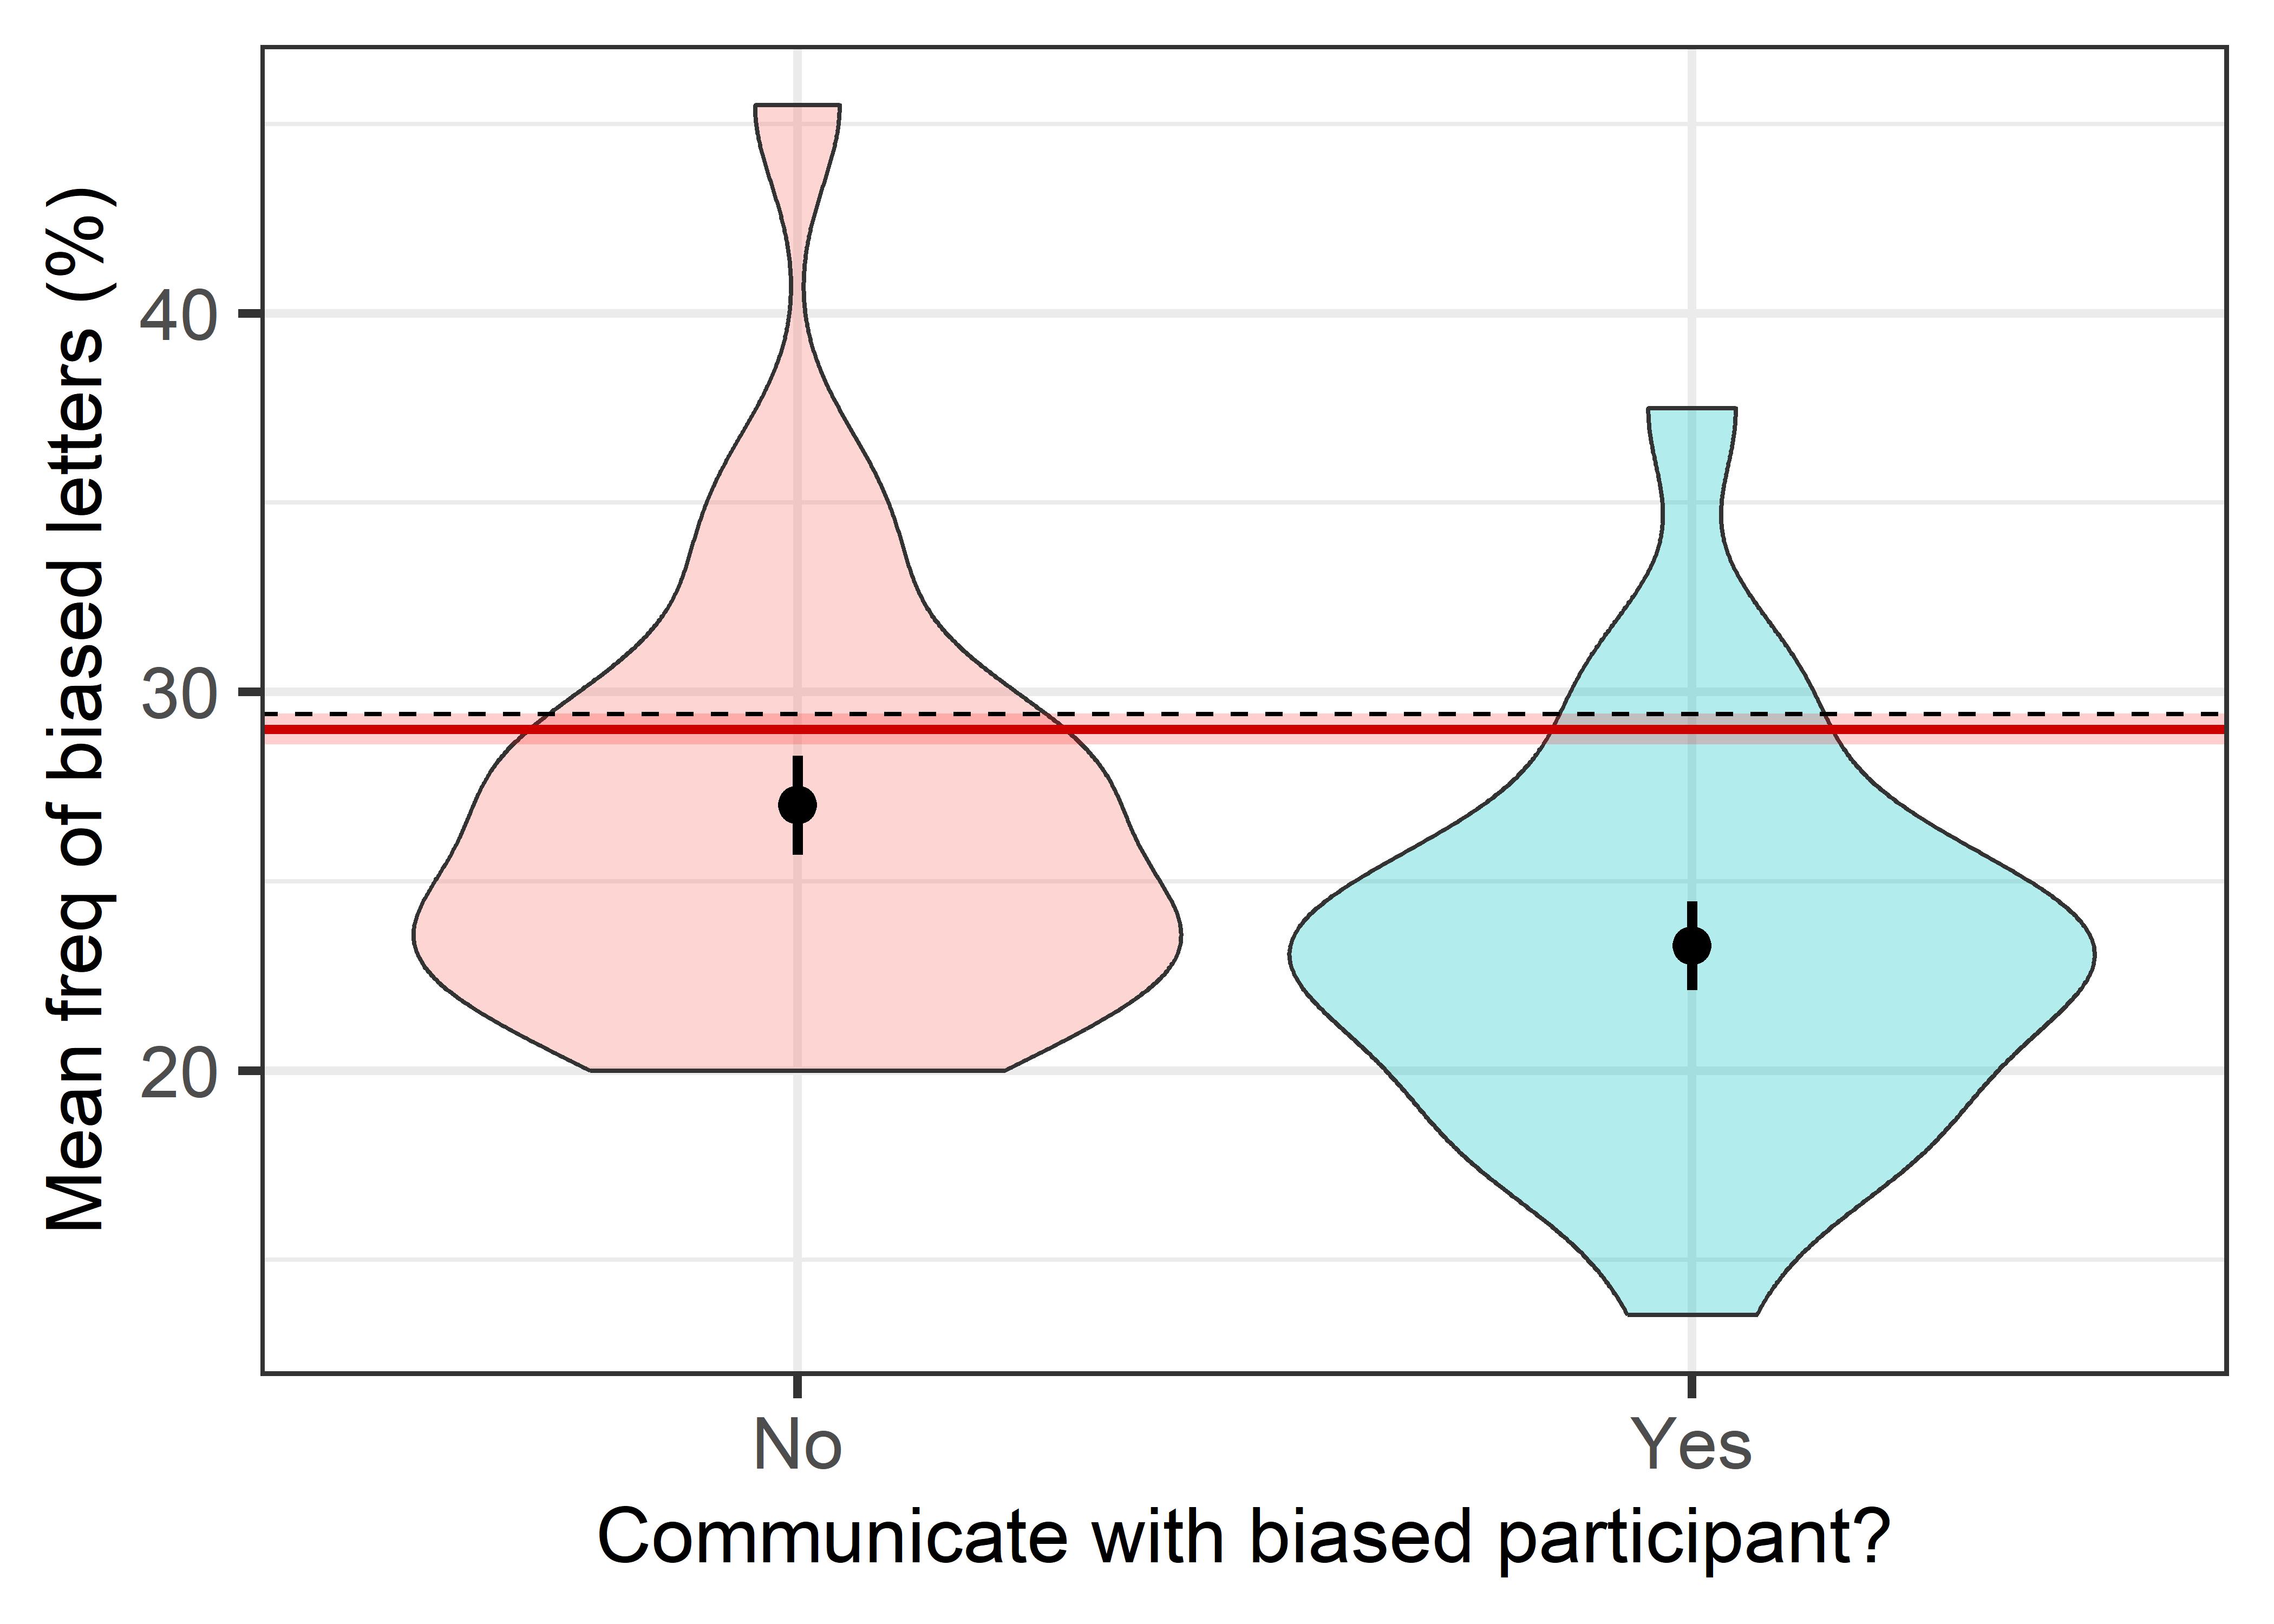 Mean freq of biased letters (%)
40
30
20
No
Yes
Communicate with biased participant?